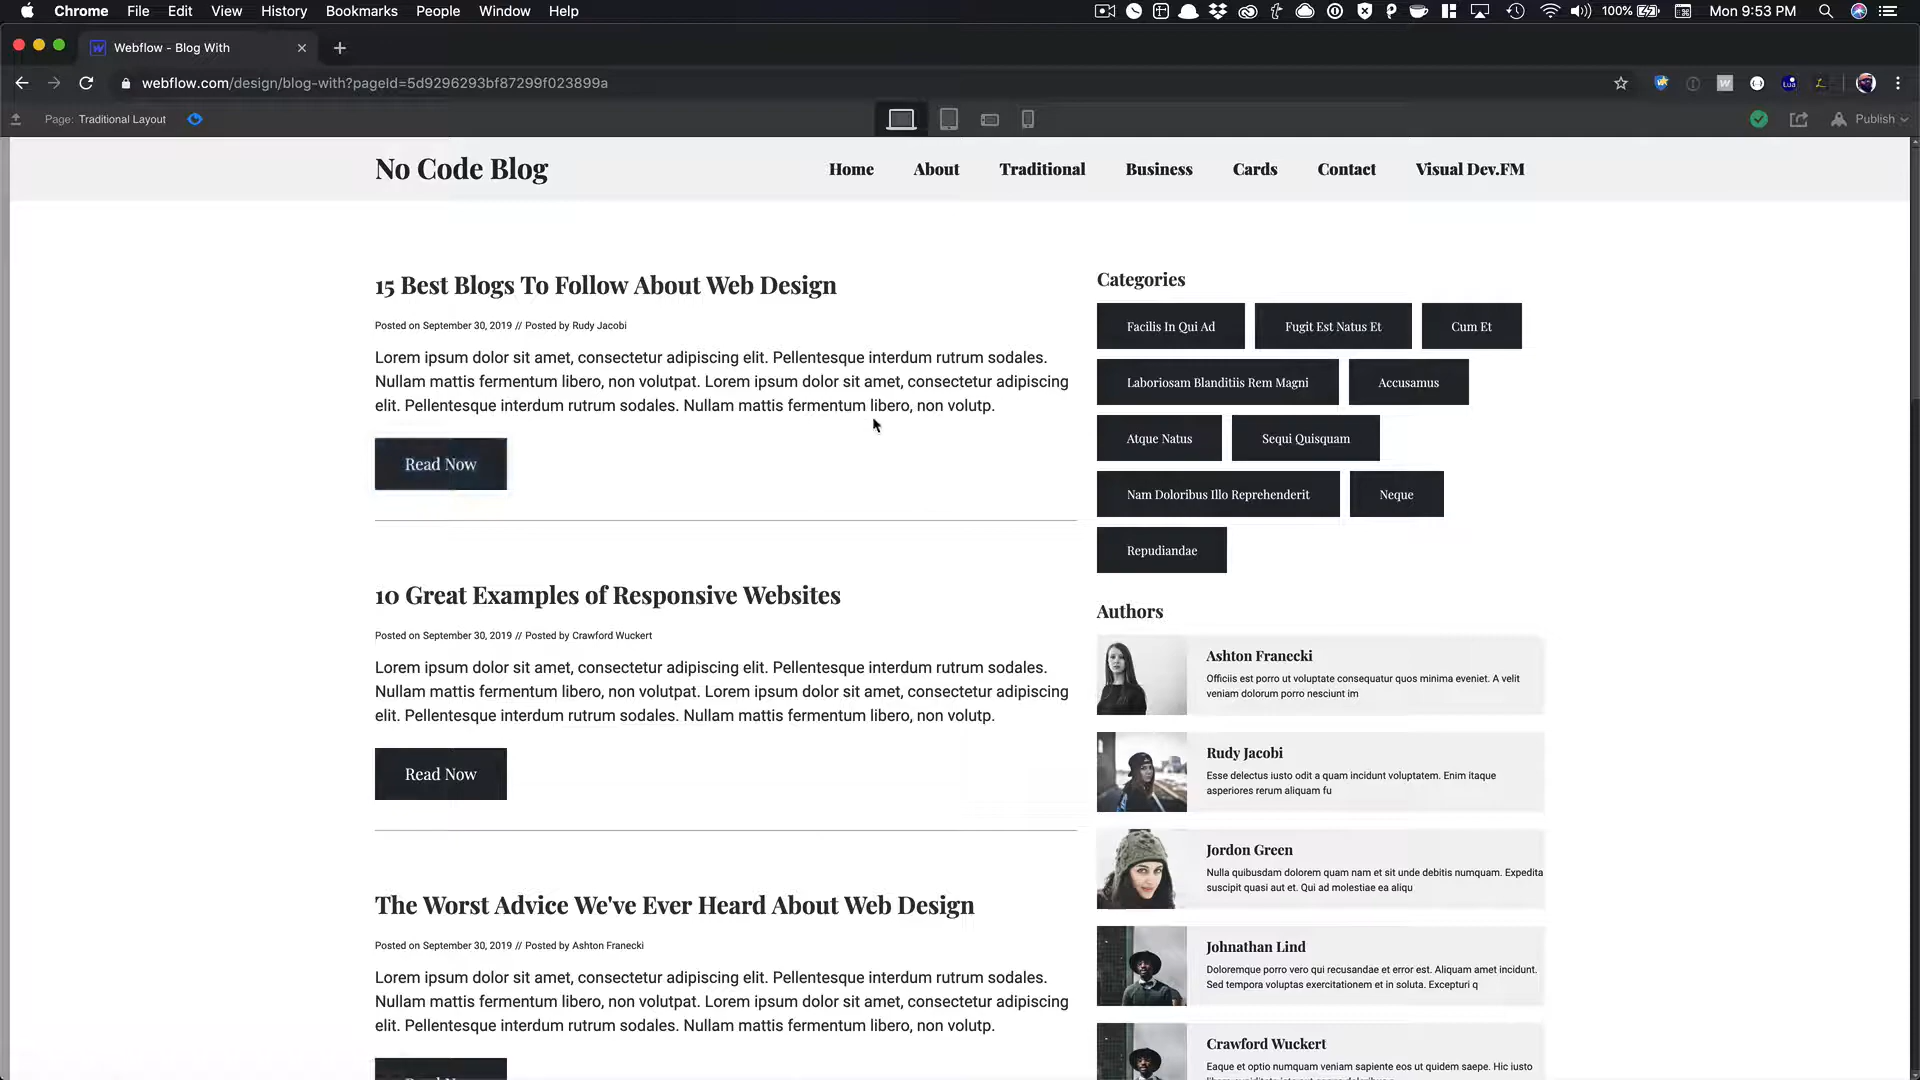 Chrome File Edit View History Bookmarks People Window Help
100% Mon 9:53 PM
Webflow - Blog With
webflow.com/design/blog-with?pageId=5d9296293bf87299f023899a
Page: Traditional Layout
Publish
No Code Blog
Home About Traditional Business Cards Contact Visual Dev.FM
15 Best Blogs To Follow About Web Design
Posted on September 30, 2019 // Posted by Rudy Jacobi
Lorem ipsum dolor sit amet, consectetur adipiscing elit. Pellentesque interdum rutrum sodales.
Nullam mattis fermentum libero, non volutpat. Lorem ipsum dolor sit amet, consectetur adipiscing
elit. Pellentesque interdum rutrum sodales. Nullam mattis fermentum libero, non volutp.
Read Now
10 Great Examples of Responsive Websites
Posted on September 30, 2019 // Posted by Crawford Wuckert
Lorem ipsum dolor sit amet, consectetur adipiscing elit. Pellentesque interdum rutrum sodales.
Nullam mattis fermentum libero, non volutpat. Lorem ipsum dolor sit amet, consectetur adipiscing
elit. Pellentesque interdum rutrum sodales. Nullam mattis fermentum libero, non volutp.
Read Now
The Worst Advice We've Ever Heard About Web Design
Posted on September 30, 2019 // Posted by Ashton Franecki
Lorem ipsum dolor sit amet, consectetur adipiscing elit. Pellentesque interdum rutrum sodales.
Nullam mattis fermentum libero, non volutpat. Lorem ipsum dolor sit amet, consectetur adipiscing
elit. Pellentesque interdum rutrum sodales. Nullam mattis fermentum libero, non volutp.
Categories
Facilis In Qui Ad
Fugit Est Natus Et
Cum Et
Laboriosam Blanditiis Rem Magni
Accusamus
Atque Natus
Sequi Quisquam
Nam Doloribus Illo Reprehenderit
Neque
Repudiandae
Authors
Ashton Franecki
Officiis est porro ut voluptate consequatur quos minima eveniet. A velit
veniam dolorum porro nesciunt im
Rudy Jacobi
Esse delectus iusto odit a quam incidunt voluptatem. Enim itaque
asperiores rerum aliquam fu
Jordon Green
Nulla quibusdam dolorem quam nam et sit unde debitis numquam. Expedita
suscipit quasi aut et. Qui ad molestiae ea aliqu
Johnathan Lind
Doloremque porro vero qui recusandae et error est. Aliquam amet incidunt.
Sed tempora voluptas exercitationem et in soluta. Excepturi q
Crawford Wuckert
Eaque et optio numquam veniam sapiente eos ut quidem saepe. Hic iusto